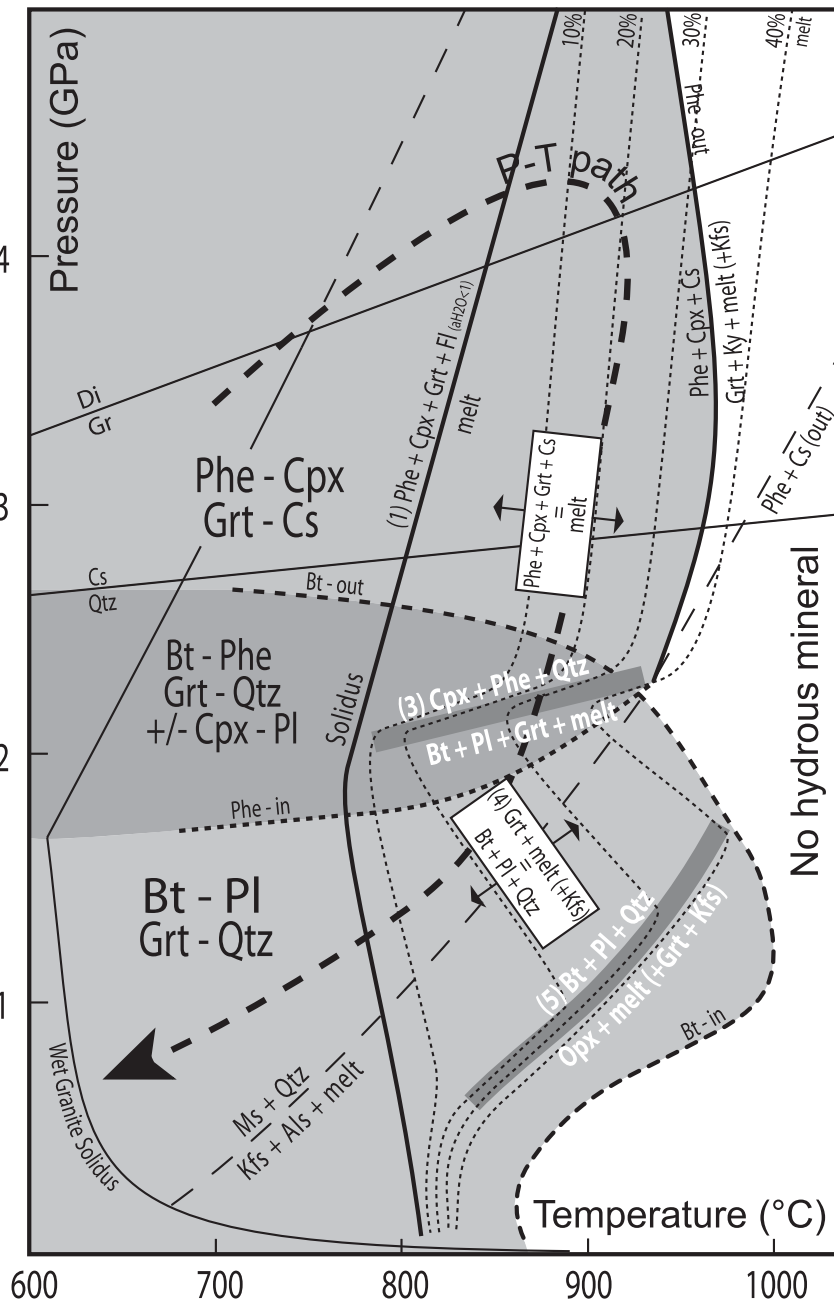 Pressure (GPa)
4
3
2
1
10%
20%
30%
40%
melt
Phe - out
P-T path
Di
Gr
(1) Phe + Cpx + Grt + Fl (aH2O<1)
melt
Phe + Cpx + Cs
Grt + Ky + melt (+Kfs)
Phe + Cs (out)
Phe - Cpx
Grt - Cs
Phe + Cpx + Grt + Cs
=
melt
Cs
Qtz
Bt - out
Bt - Phe
Grt - Qtz
+/- Cpx - Pl
Solidus
(3) Cpx + Phe + Qtz
Bt + Pl + Grt + melt
No hydrous mineral
Phe - in
(4) Grt + melt (+Kfs)
=
Bt + Pl + Qtz
Bt - Pl
Grt - Qtz
(5) Bt + Pl + Qtz
Opx + melt (+Grt + Kfs)
Bt - in
Wet Granite Solidus
Ms + Qtz
Kfs + Als + melt
Temperature (°C)
600
700
800
900
1000